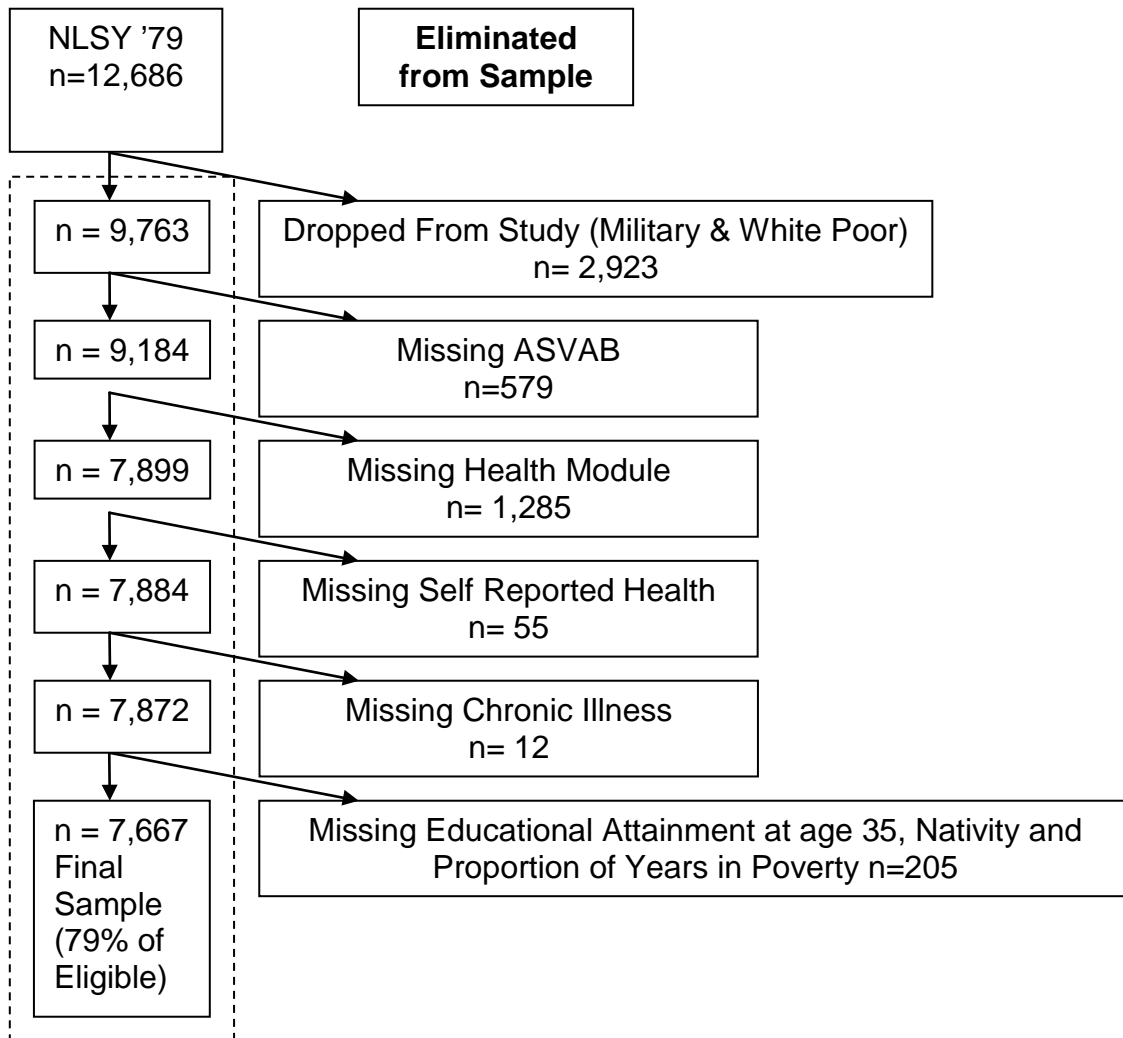 NLSY ’79
n=12,686
Eliminated
from Sample
n = 9,763
Dropped From Study (Military & White Poor)
n= 2,923
n = 9,184
Missing ASVAB
n=579
n = 7,899
Missing Health Module
n= 1,285
n = 7,884
Missing Self Reported Health
n= 55
n = 7,872
Missing Chronic Illness
n= 12
n = 7,667
Final
Sample
(79% of
Eligible)
Missing Educational Attainment at age 35, Nativity and
Proportion of Years in Poverty n=205